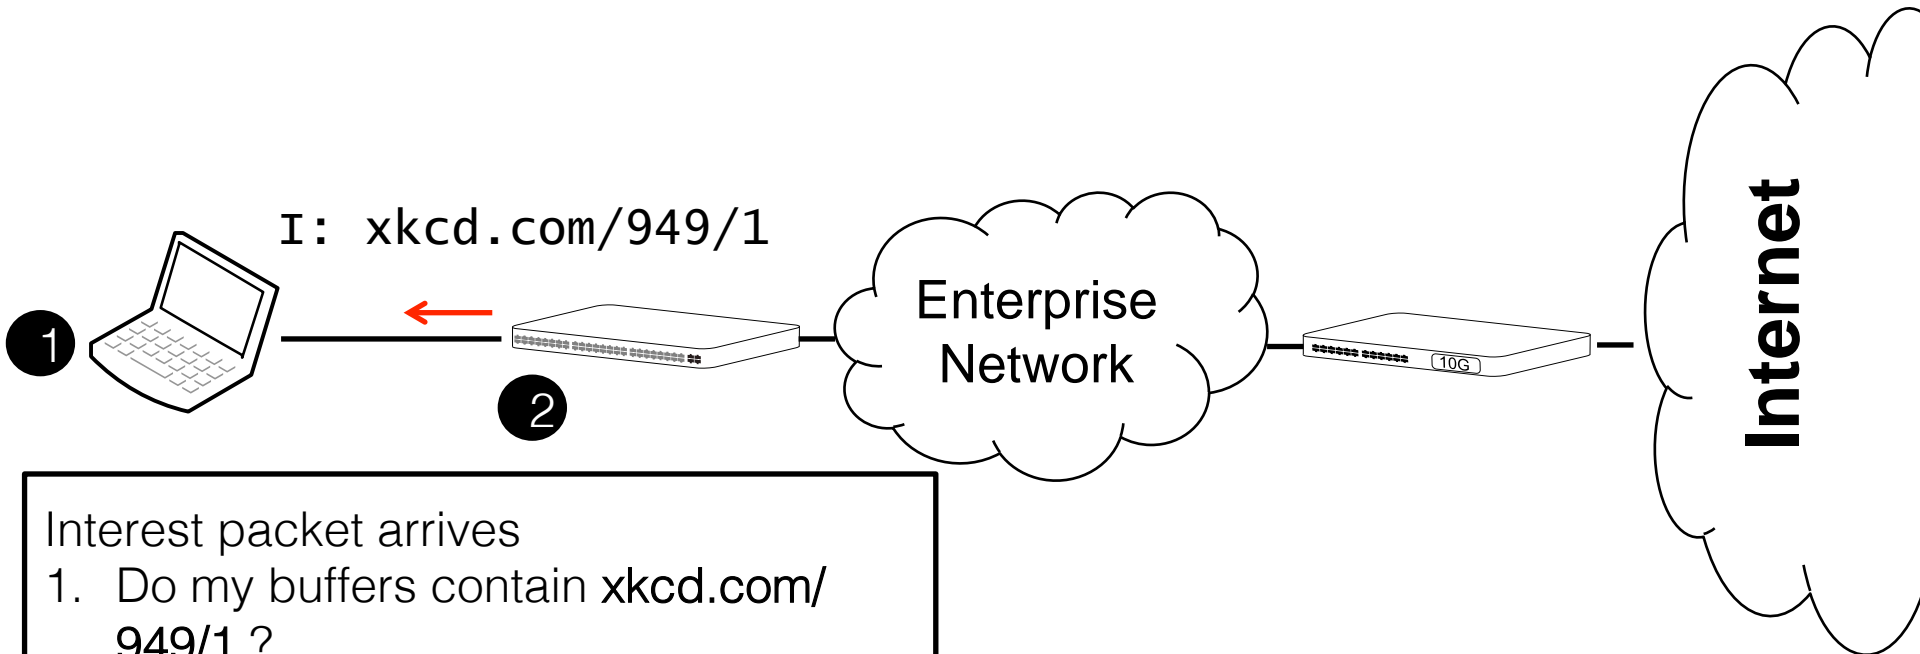 I: xkcd.com/949/1
1
2
Enterprise
Network
10G
Internet
Interest packet arrives
1. Do my buffers contain xkcd.com/
949/1 ?